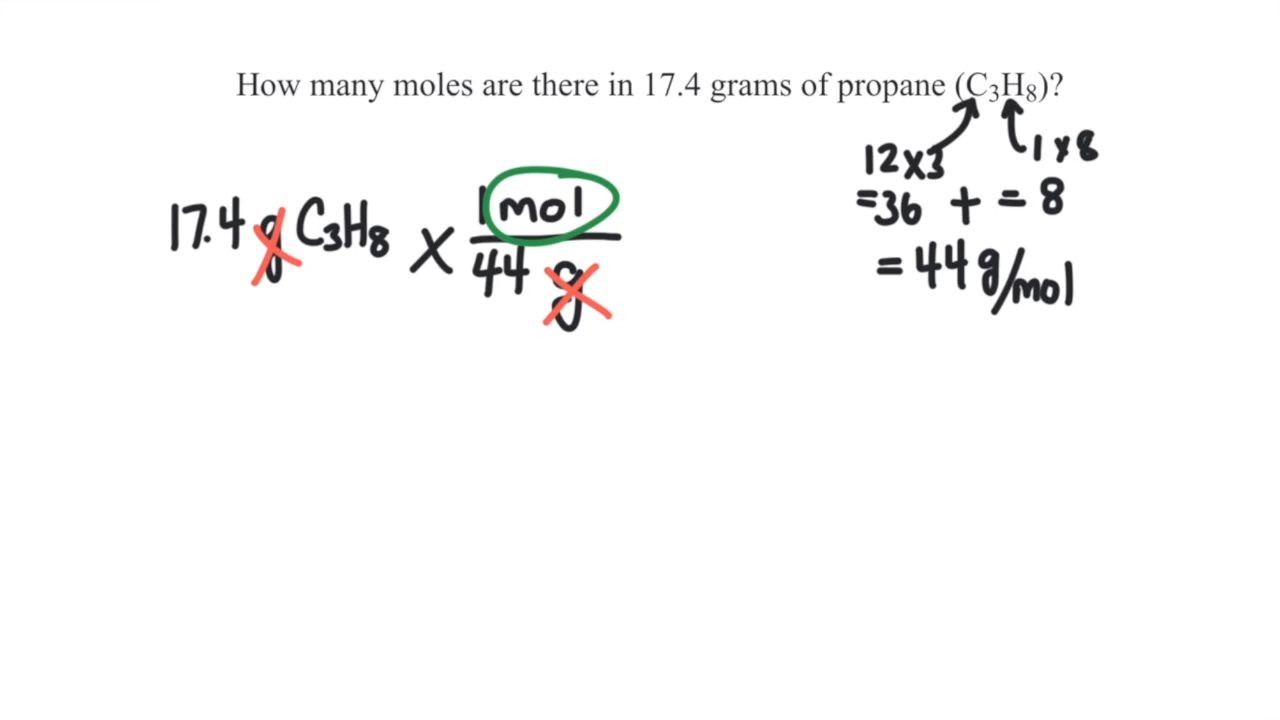 How many moles are there in 17.4 grams of propane (C₃H₈)?
12x3 1x8
=36 + = 8
= 44 g/mol
17.4 g C₃H₈ X 1 mol
44 g